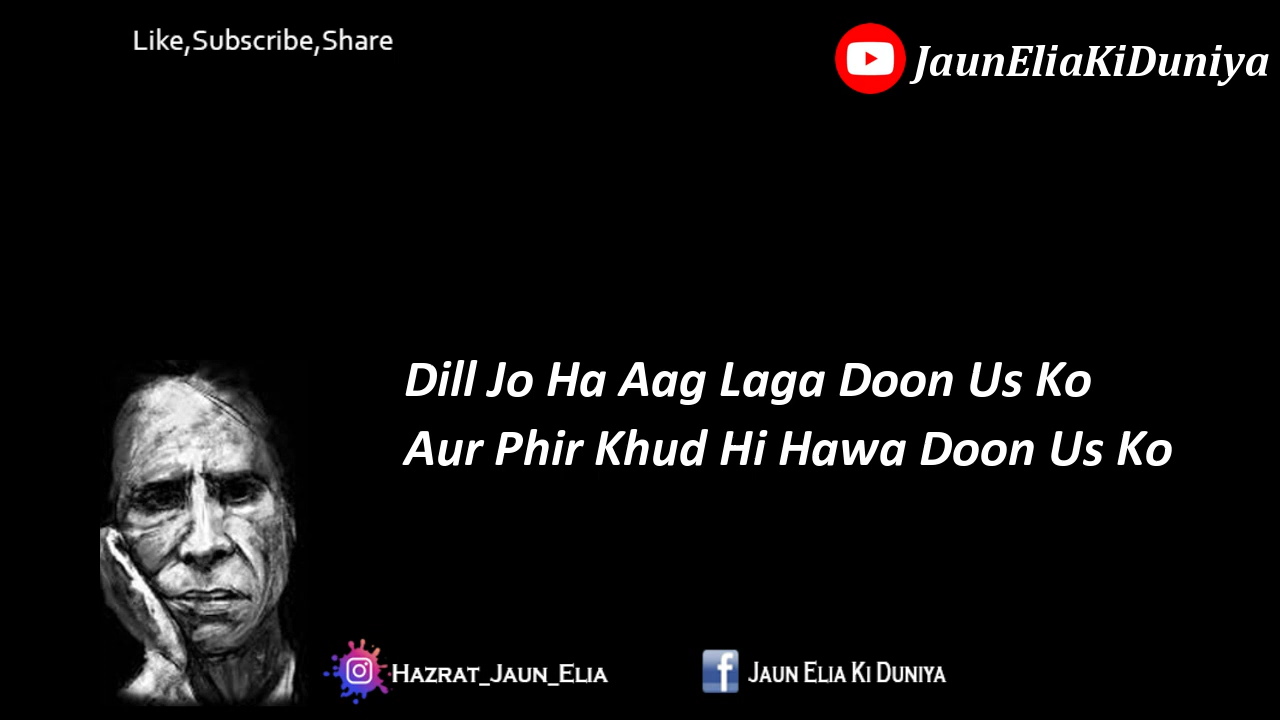 Like,Subscribe,Share
JaunEliaKiDuniya
Dill Jo Ha Aag Laga Doon Us Ko
Aur Phir Khud Hi Hawa Doon Us Ko
Hazrat_Jaun_Elia
Jaun Elia Ki Duniya